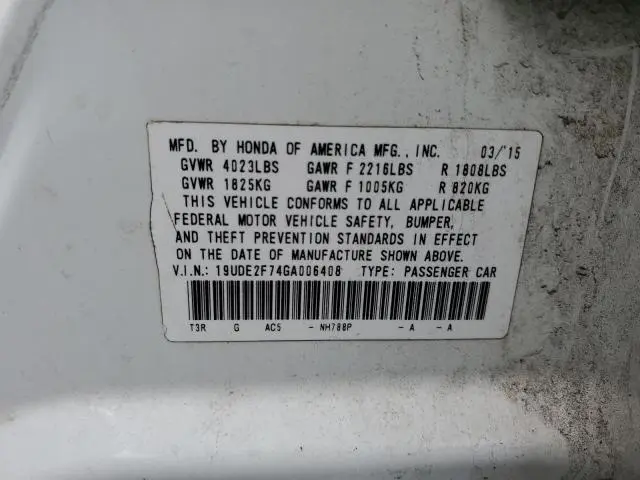 MFD. BY HONDA OF AMERICA MFG., INC. 03/'15
GVWR 4023LBS GAWR F 2216LBS R 1808LBS
GVWR 1825KG GAWR F 1005KG R 820KG
THIS VEHICLE CONFORMS TO ALL APPLICABLE
FEDERAL MOTOR VEHICLE SAFETY, BUMPER,
AND THEFT PREVENTION STANDARDS IN EFFECT
ON THE DATE OF MANUFACTURE SHOWN ABOVE.
V.I.N.: 19UDE2F74GA006408 TYPE: PASSENGER CAR
T3R G AC5 - NH788P - A - A